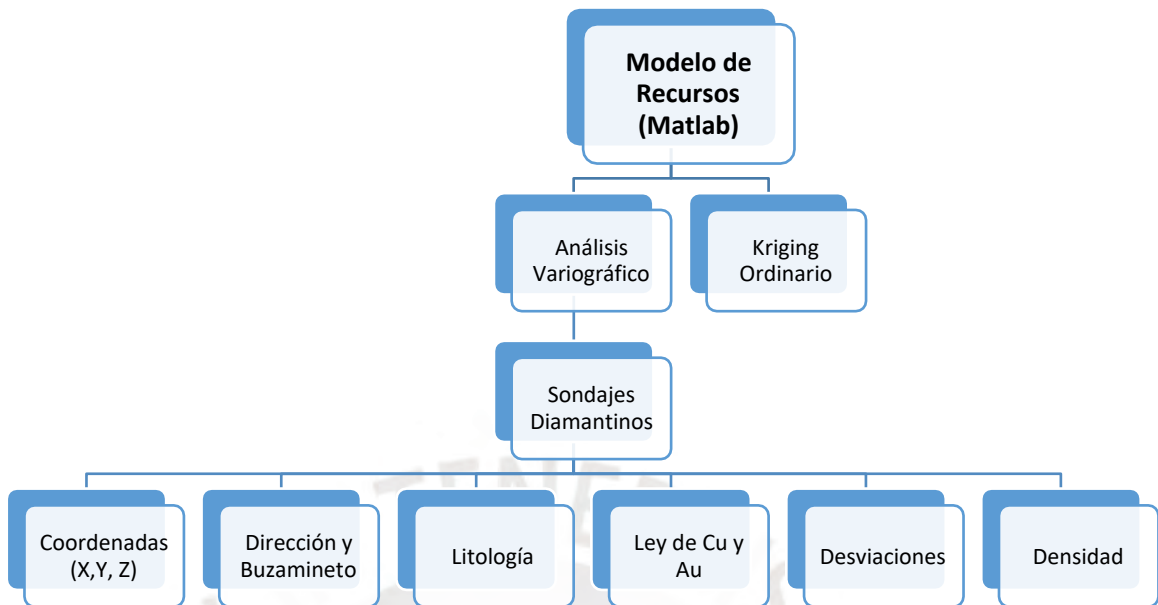 Modelo de
Recursos
(Matlab)
Análisis
Variográfico
Kriging
Ordinario
Sondajes
Diamantinos
Coordenadas
(X,Y, Z)
Dirección y
Buzamineto
Litología
Ley de Cu y
Au
Desviaciones
Densidad